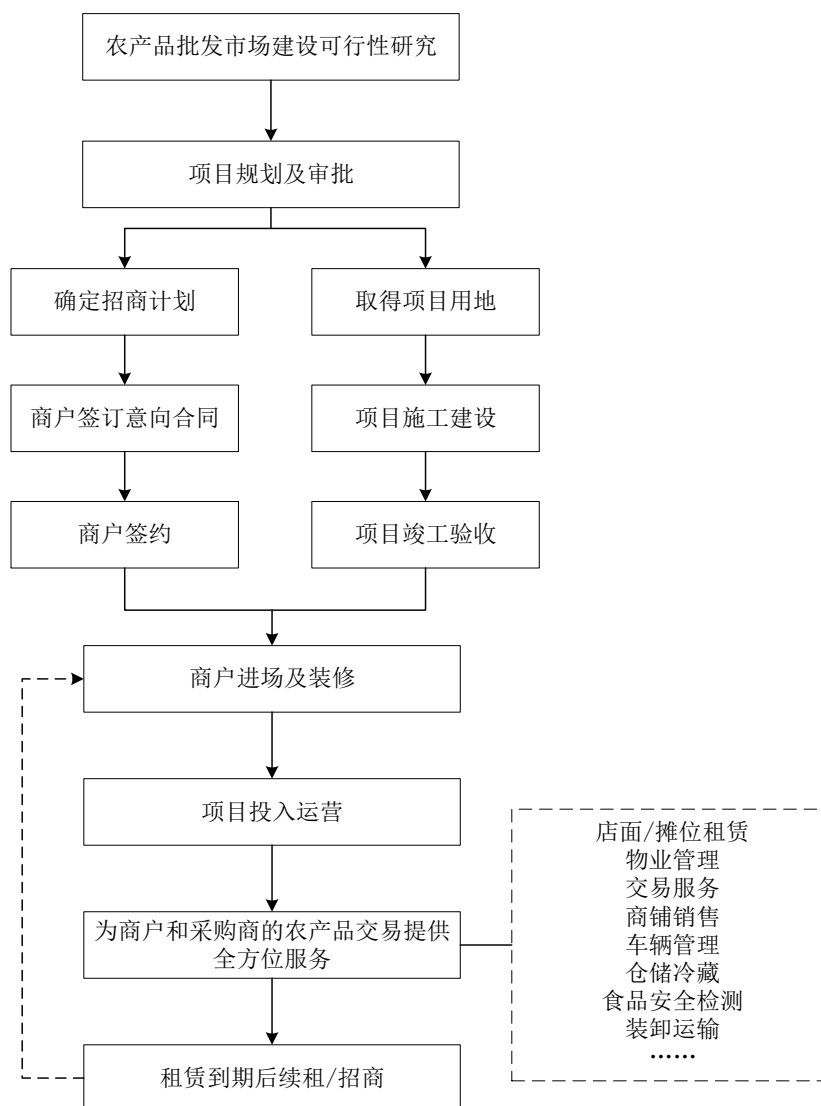 农产品批发市场建设可行性研究
项目规划及审批
确定招商计划
取得项目用地
商户签订意向合同
项目施工建设
商户签约
项目竣工验收
商户进场及装修
项目投入运营
为商户和采购商的农产品交易提供
全方位服务
店面/摊位租赁
物业管理
交易服务
商铺销售
车辆管理
仓储冷藏
食品安全检测
装卸运输
……
租赁到期后续租/招商